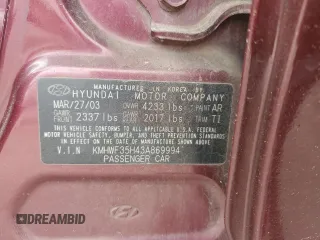 MANUFACTURED IN KOREA BY
HYUNDAI MOTOR COMPANY
MAR/27/03 GVWR 4233 lbs PAINT AR
GAWR FRONT 2337 lbs 2017 lbs TRIM TI
THIS VEHICLE CONFORMS TO ALL APPLICABLE U.S. FEDERAL MOTOR
VEHICLE SAFETY, BUMPER, AND THEFT PREVENTION
STANDARDS IN EFFECT ON THE DATE OF MANUFACTURE SHOWN ABOVE.
V.I.N KMHWF35H43A869994
PASSENGER CAR
DREAMBID
AutoBidMaster